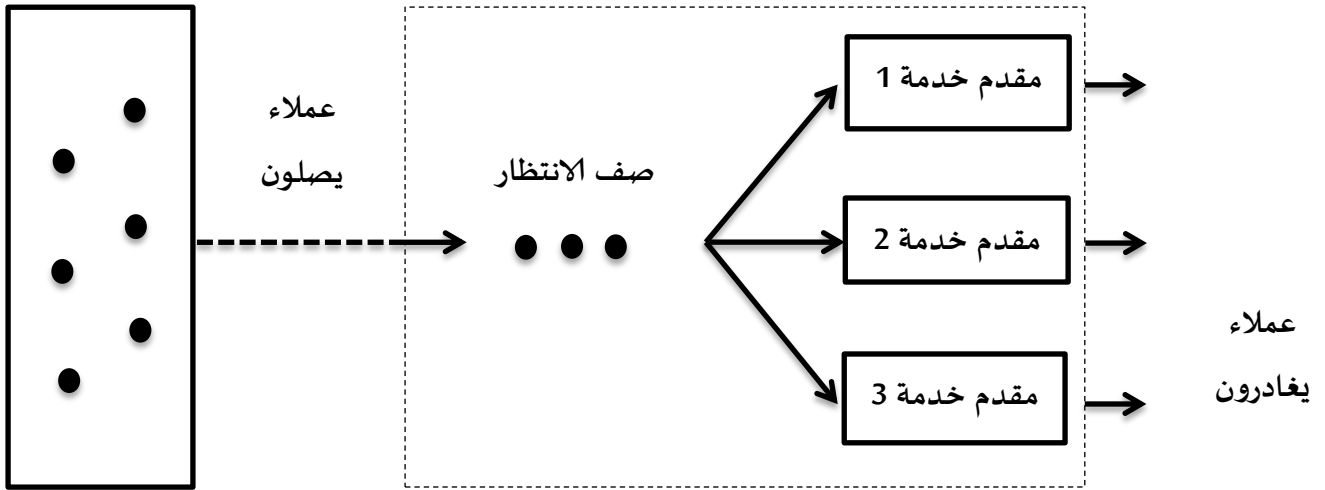 عملاء
يصلون
صف الانتظار
مقدم خدمة 1
مقدم خدمة 2
مقدم خدمة 3
عملاء
يغادرون